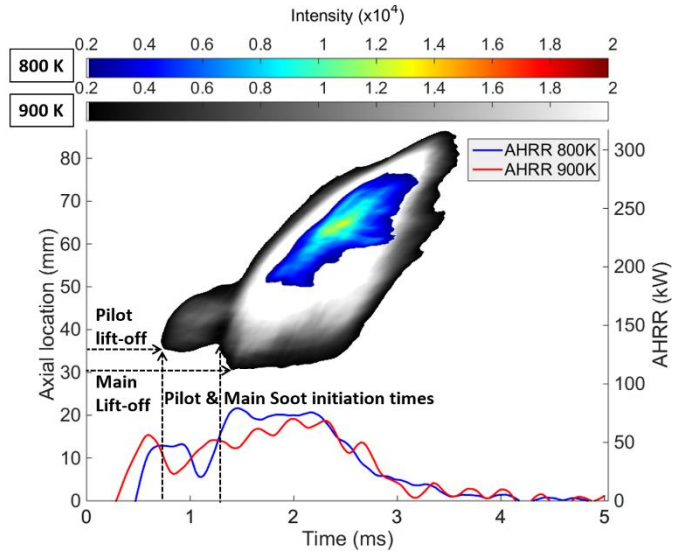 Intensity (x10⁴)
0.2 0.4 0.6 0.8 1 1.2 1.4 1.6 1.8 2
800 K
0.2 0.4 0.6 0.8 1 1.2 1.4 1.6 1.8 2
900 K
AHRR 800K
AHRR 900K
80
70
60
50
40
30
20
10
0
Axial location (mm)
300
250
200
150
100
50
0
AHRR (kW)
Pilot
lift-off
Main
Lift-off
Pilot & Main Soot initiation times
0 1 2 3 4 5
Time (ms)